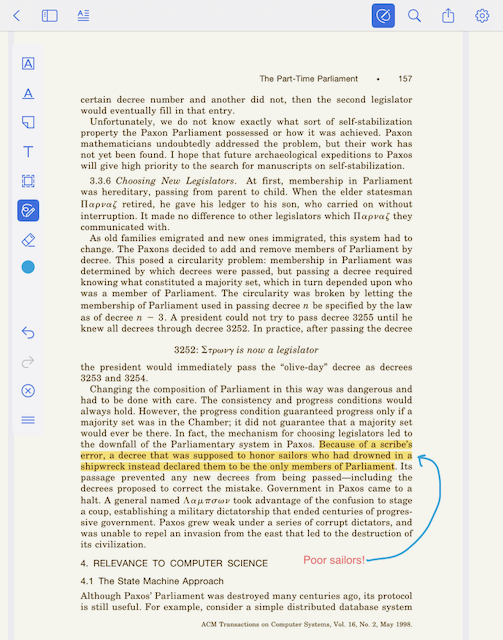 The Part-Time Parliament • 157
certain decree number and another did not, then the second legislator
would eventually fill in that entry.
Unfortunately, we do not know exactly what sort of self-stabilization
property the Paxon Parliament possessed or how it was achieved. Paxon
mathematicians undoubtedly addressed the problem, but their work has
not yet been found. I hope that future archaeological expeditions to Paxos
will give high priority to the search for manuscripts on self-stabilization.
3.3.6 Choosing New Legislators. At first, membership in Parliament
was hereditary, passing from parent to child. When the elder statesman
Παρναζ retired, he gave his ledger to his son, who carried on without
interruption. It made no difference to other legislators which Παρναζ they
communicated with.
As old families emigrated and new ones immigrated, this system had to
change. The Paxons decided to add and remove members of Parliament by
decree. This posed a circularity problem: membership in Parliament was
determined by which decrees were passed, but passing a decree required
knowing what constituted a majority set, which in turn depended upon who
was a member of Parliament. The circularity was broken by letting the
membership of Parliament used in passing decree n be specified by the law
as of decree n − 3. A president could not try to pass decree 3255 until he
knew all decrees through decree 3252. In practice, after passing the decree
3252: Στρωνγ is now a legislator
the president would immediately pass the “olive-day” decree as decrees
3253 and 3254.
Changing the composition of Parliament in this way was dangerous and
had to be done with care. The consistency and progress conditions would
always hold. However, the progress condition guaranteed progress only if a
majority set was in the Chamber; it did not guarantee that a majority set
would ever be there. In fact, the mechanism for choosing legislators led to
the downfall of the Parliamentary system in Paxos. Because of a scribe’s
error, a decree that was supposed to honor sailors who had drowned in a
shipwreck instead declared them to be the only members of Parliament. Its
passage prevented any new decrees from being passed—including the
decrees proposed to correct the mistake. Government in Paxos came to a
halt. A general named Λαμπσων took advantage of the confusion to stage
a coup, establishing a military dictatorship that ended centuries of progres-
sive government. Paxos grew weak under a series of corrupt dictators, and
was unable to repel an invasion from the east that led to the destruction of
its civilization.
Poor sailors!
4. RELEVANCE TO COMPUTER SCIENCE
4.1 The State Machine Approach
Although Paxos’ Parliament was destroyed many centuries ago, its protocol
is still useful. For example, consider a simple distributed database system
ACM Transactions on Computer Systems, Vol. 16, No. 2, May 1998.